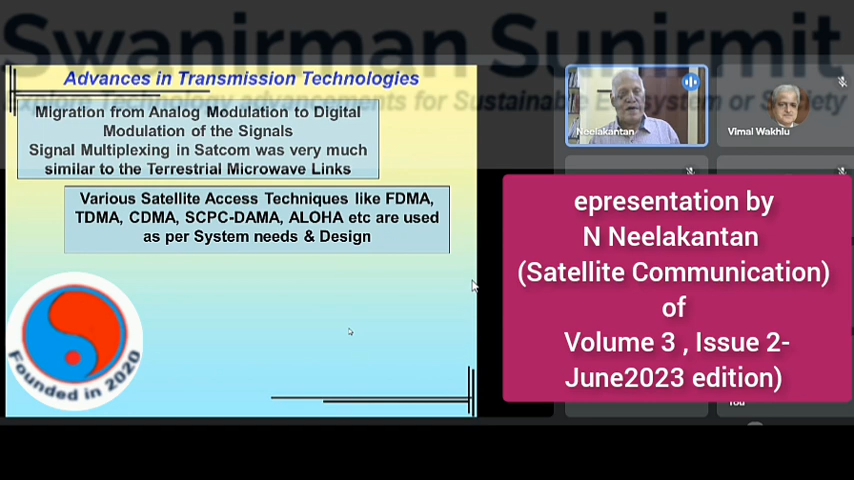 Swanirman Sunirmit
Explore Technology advancements for Sustainable Ecosystem or Society
Advances in Transmission Technologies
Migration from Analog Modulation to Digital
Modulation of the Signals
Signal Multiplexing in Satcom was very much
similar to the Terrestrial Microwave Links
Various Satellite Access Techniques like FDMA,
TDMA, CDMA, SCPC-DAMA, ALOHA etc are used
as per System needs & Design
Founded in 2020
Neelakantan
Vimal Wakhlu
epresentation by
N Neelakantan
(Satellite Communication)
of
Volume 3 , Issue 2-
June2023 edition)
You